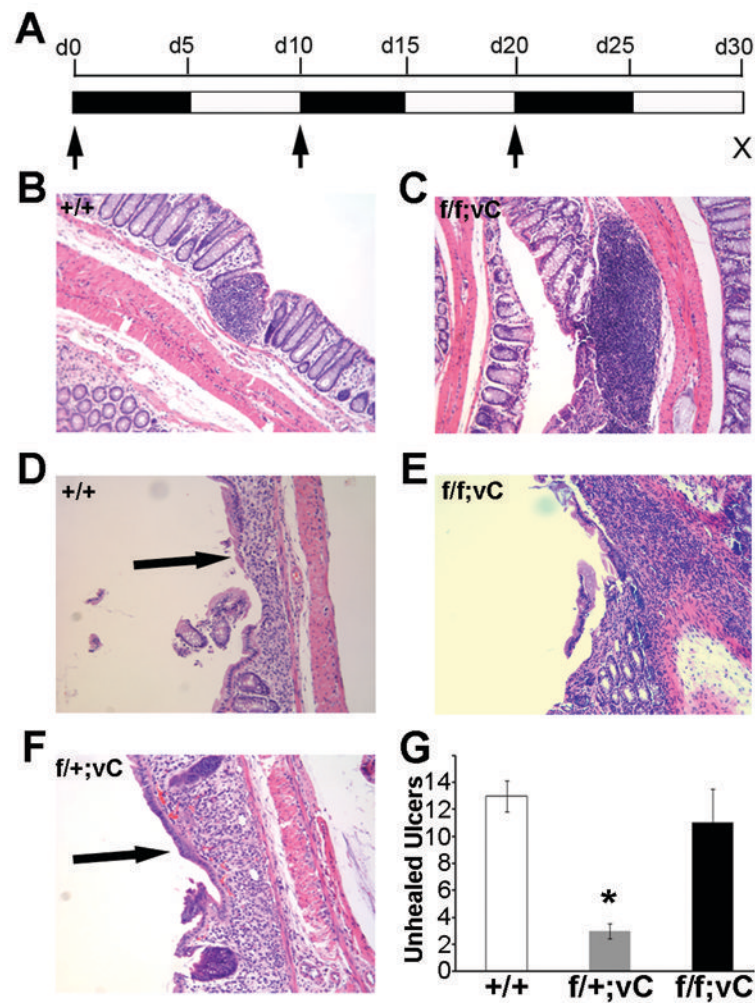 A
d0 d5 d10 d15 d20 d25 d30
X
B
+/+
C
f/f;vC
D
+/+
E
f/f;vC
F
f/+;vC
G
Unhealed Ulcers
14
12
10
8
6
4
2
0
*
+/+ f/+;vC f/f;vC